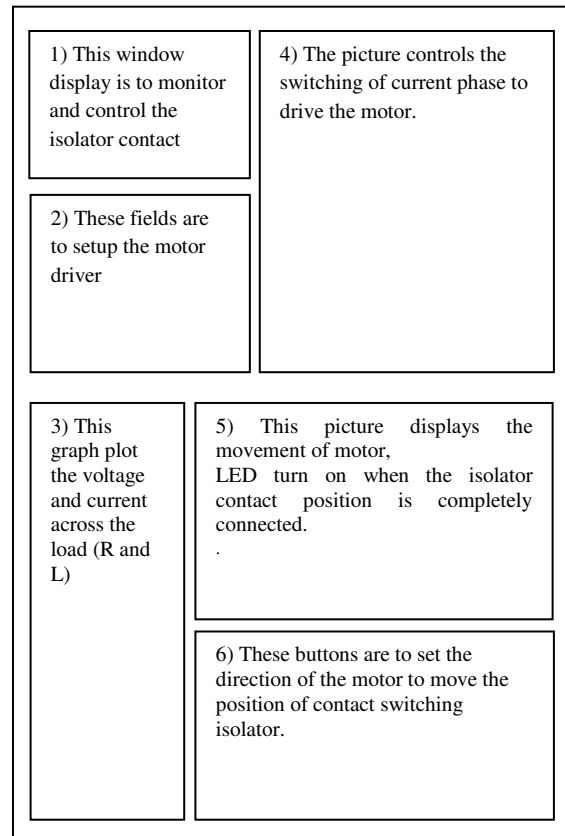 1) This window
display is to monitor
and control the
isolator contact
2) These fields are
to setup the motor
driver
3) This
graph plot
the voltage
and current
across the
load (R and
L)
4) The picture controls the
switching of current phase to
drive the motor.
5) This picture displays the
movement of motor,
LED turn on when the isolator
contact position is completely
connected.
.
6) These buttons are to set the
direction of the motor to move the
position of contact switching
isolator.